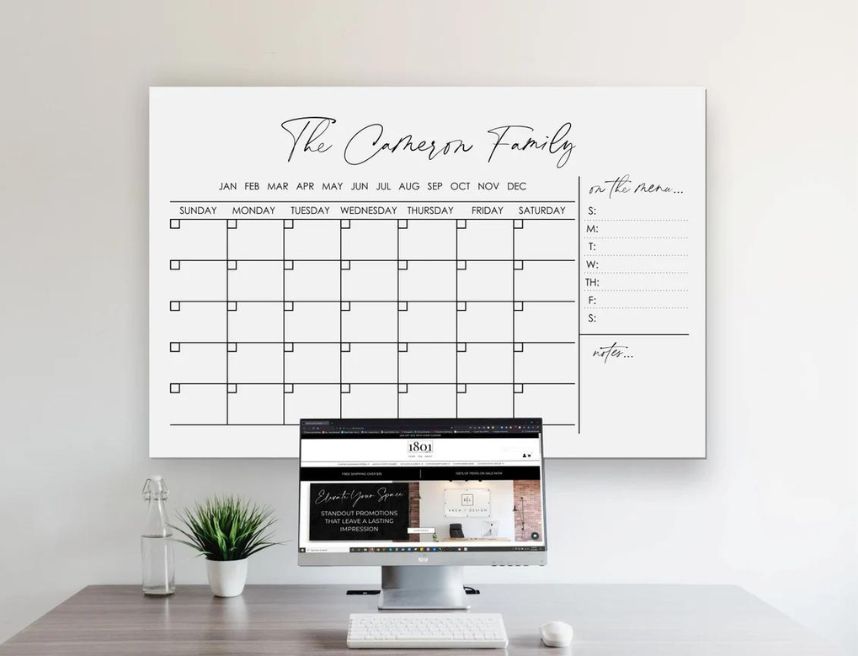 The Cameron Family
JAN FEB MAR APR MAY JUN JUL AUG SEP OCT NOV DEC
SUNDAY MONDAY TUESDAY WEDNESDAY THURSDAY FRIDAY SATURDAY
on the menu...
S:
M:
T:
W:
TH:
F:
S:
notes...
1801
Elevate Your Space
STANDOUT PROMOTIONS
THAT LEAVE A LASTING
IMPRESSION